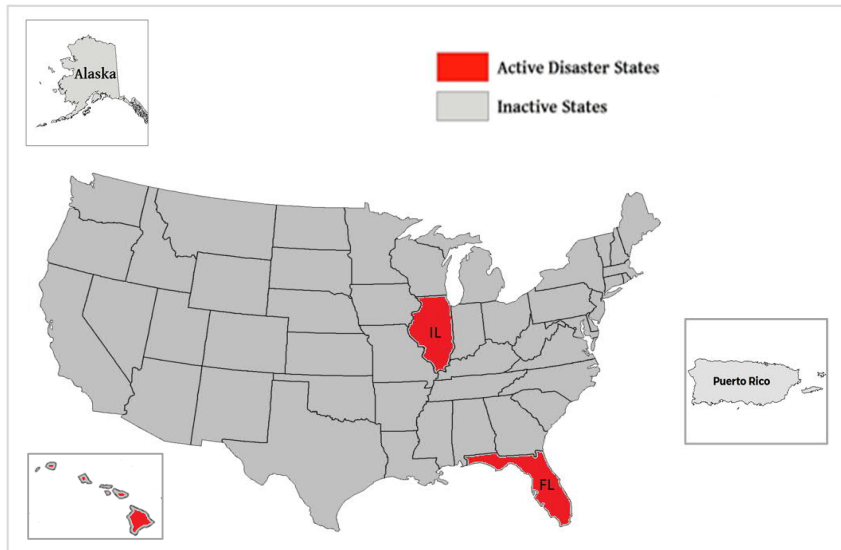 Alaska
Active Disaster States
Inactive States
IL
Puerto Rico
FL